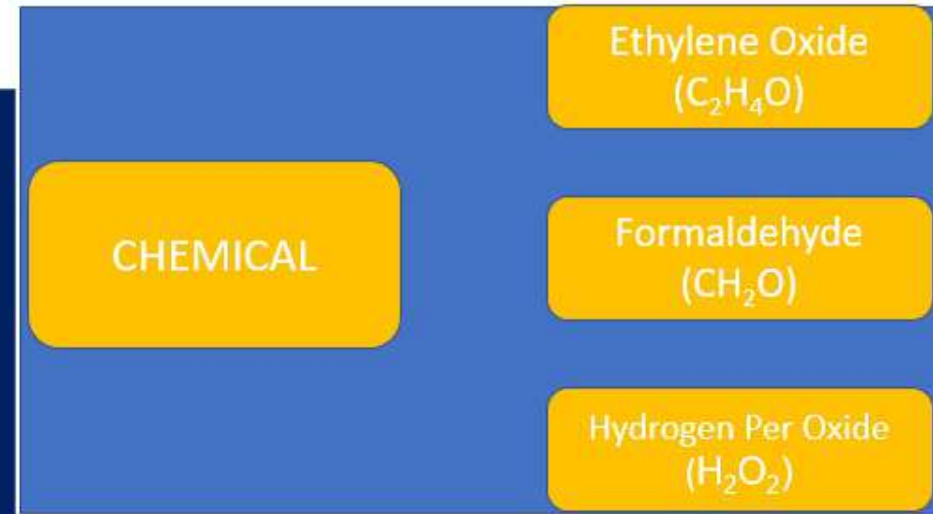 CHEMICAL
Ethylene Oxide
(C₂H₄O)
Formaldehyde
(CH₂O)
Hydrogen Per Oxide
(H₂O₂)